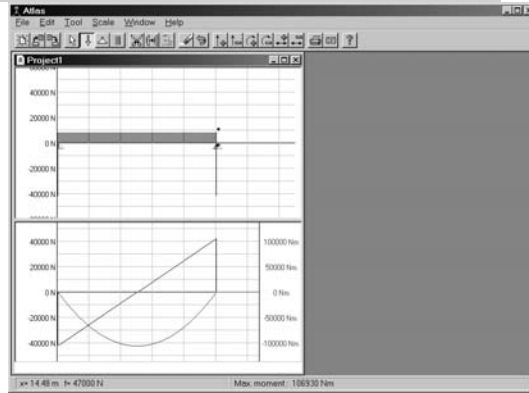 Atlas
File Edit Tool Scale Window Help
Project1
60000 N
40000 N
20000 N
0 N
-20000 N
-40000 N
40000 N
20000 N
0 N
-20000 N
-40000 N
100000 Nm
50000 Nm
0 Nm
-50000 Nm
-100000 Nm
x= 14.48 m f= 47000 N Max. moment : 106930 Nm